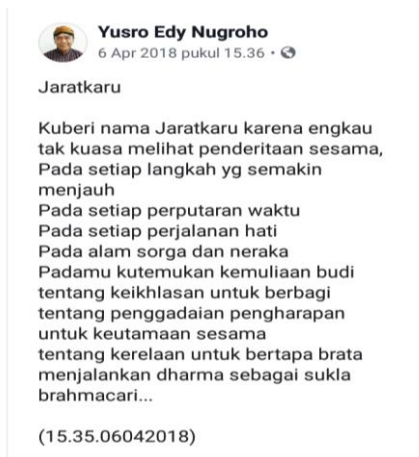 Yusro Edy Nugroho
6 Apr 2018 pukul 15.36 ·
Jaratkaru
Kuberi nama Jaratkaru karena engkau
tak kuasa melihat penderitaan sesama,
Pada setiap langkah yg semakin
menjauh
Pada setiap perputaran waktu
Pada setiap perjalanan hati
Pada alam sorga dan neraka
Padamu kutemukan kemuliaan budi
tentang keikhlasan untuk berbagi
tentang penggadaian pengharapan
untuk keutamaan sesama
tentang kerelaan untuk bertapa brata
menjalankan dharma sebagai sukla
brahmacari...
(15.35.06042018)